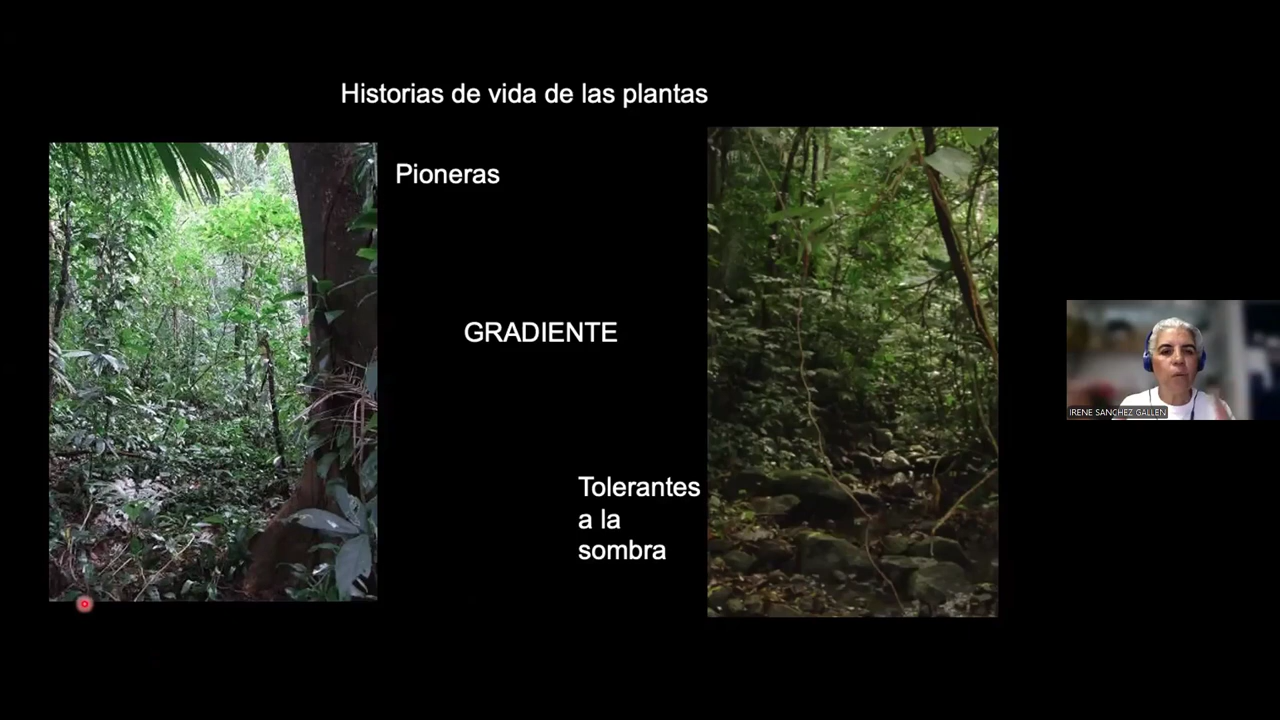 Historias de vida de las plantas
Pioneras
GRADIENTE
Tolerantes
a la
sombra
IRENE SANCHEZ GALLEN